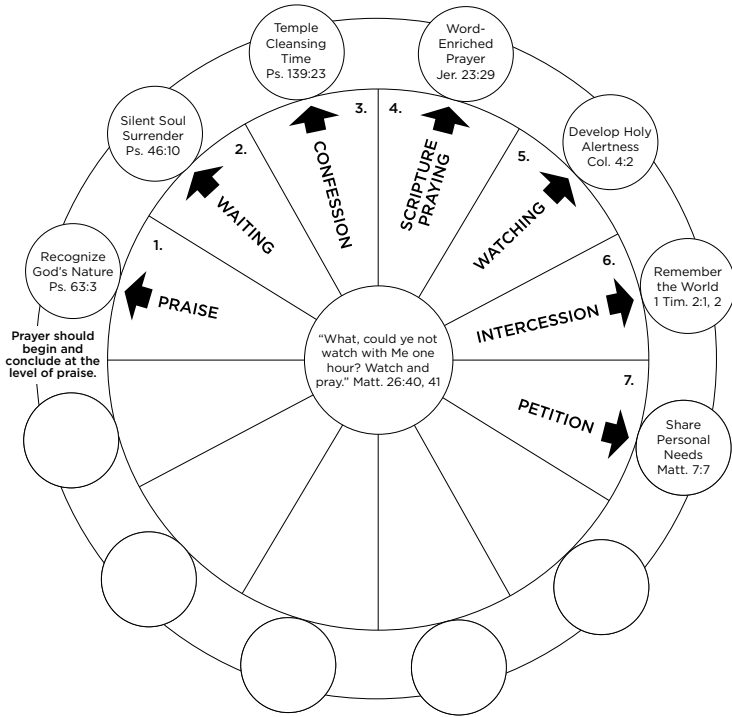 Prayer should
begin and
conclude at the
level of praise.
1.
PRAISE
Recognize
God's Nature
Ps. 63:3
2.
WAITING
Silent Soul
Surrender
Ps. 46:10
3.
CONFESSION
Temple
Cleansing
Time
Ps. 139:23
4.
SCRIPTURE
PRAYING
Word-
Enriched
Prayer
Jer. 23:29
5.
WATCHING
Develop Holy
Alertness
Col. 4:2
6.
INTERCESSION
Remember
the World
1 Tim. 2:1, 2
7.
PETITION
Share
Personal
Needs
Matt. 7:7
“What, could ye not
watch with Me one
hour? Watch and
pray.” Matt. 26:40, 41